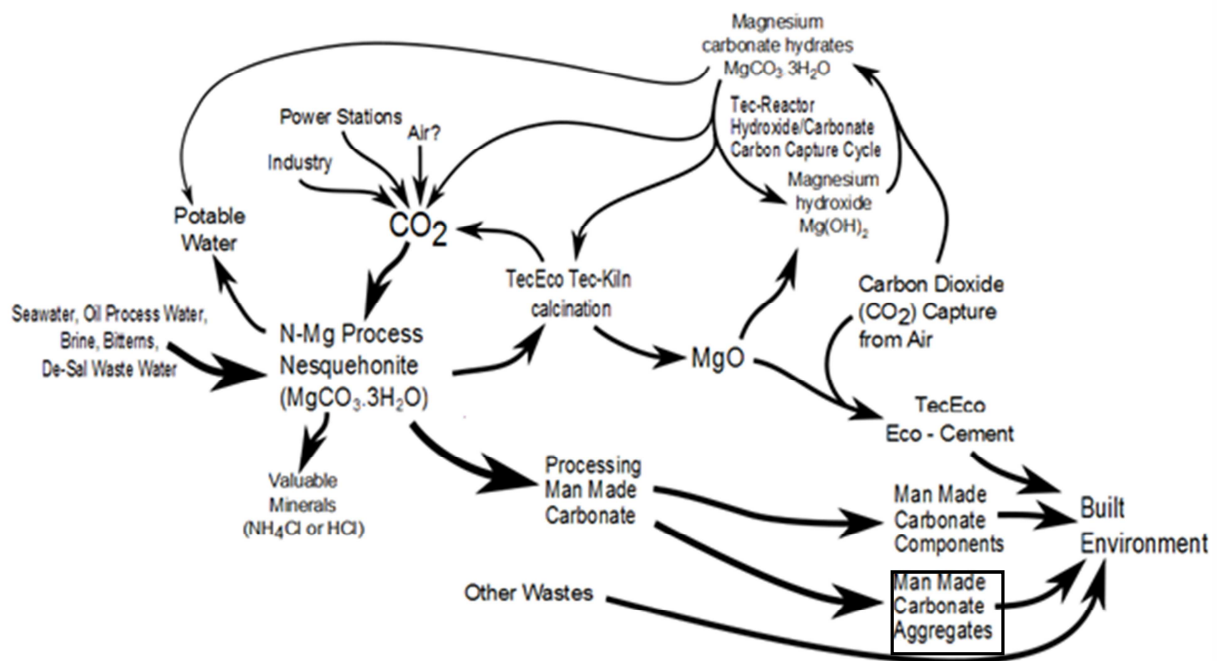 Magnesium
carbonate hydrates
MgCO3.3H2O
Tec-Reactor
Hydroxide/Carbonate
Carbon Capture Cycle
Magnesium
hydroxide
Mg(OH)2
Power Stations
Air?
Industry
CO2
Potable
Water
TecEco Tec-Kiln
calcination
Carbon Dioxide
(CO2) Capture
from Air
Seawater, Oil Process Water,
Brine, Bitterns,
De-Sal Waste Water
N-Mg Process
Nesquehonite
(MgCO3.3H2O)
MgO
TecEco
Eco - Cement
Valuable
Minerals
(NH4Cl or HCl)
Processing
Man Made
Carbonate
Man Made
Carbonate
Components
Built
Environment
Other Wastes
Man Made
Carbonate
Aggregates